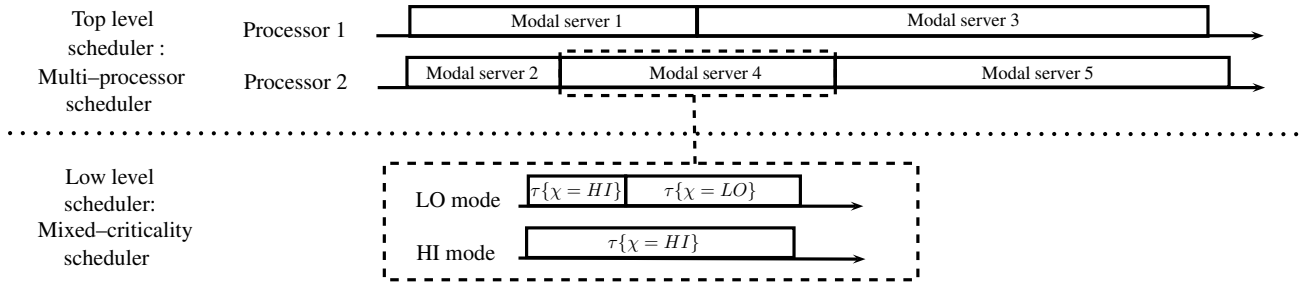 Top level
scheduler :
Multi–processor
scheduler
Processor 1
Modal server 1
Modal server 3
Processor 2
Modal server 2
Modal server 4
Modal server 5
Low level
scheduler:
Mixed–criticality
scheduler
LO mode
τ{χ = HI}
τ{χ = LO}
HI mode
τ{χ = HI}